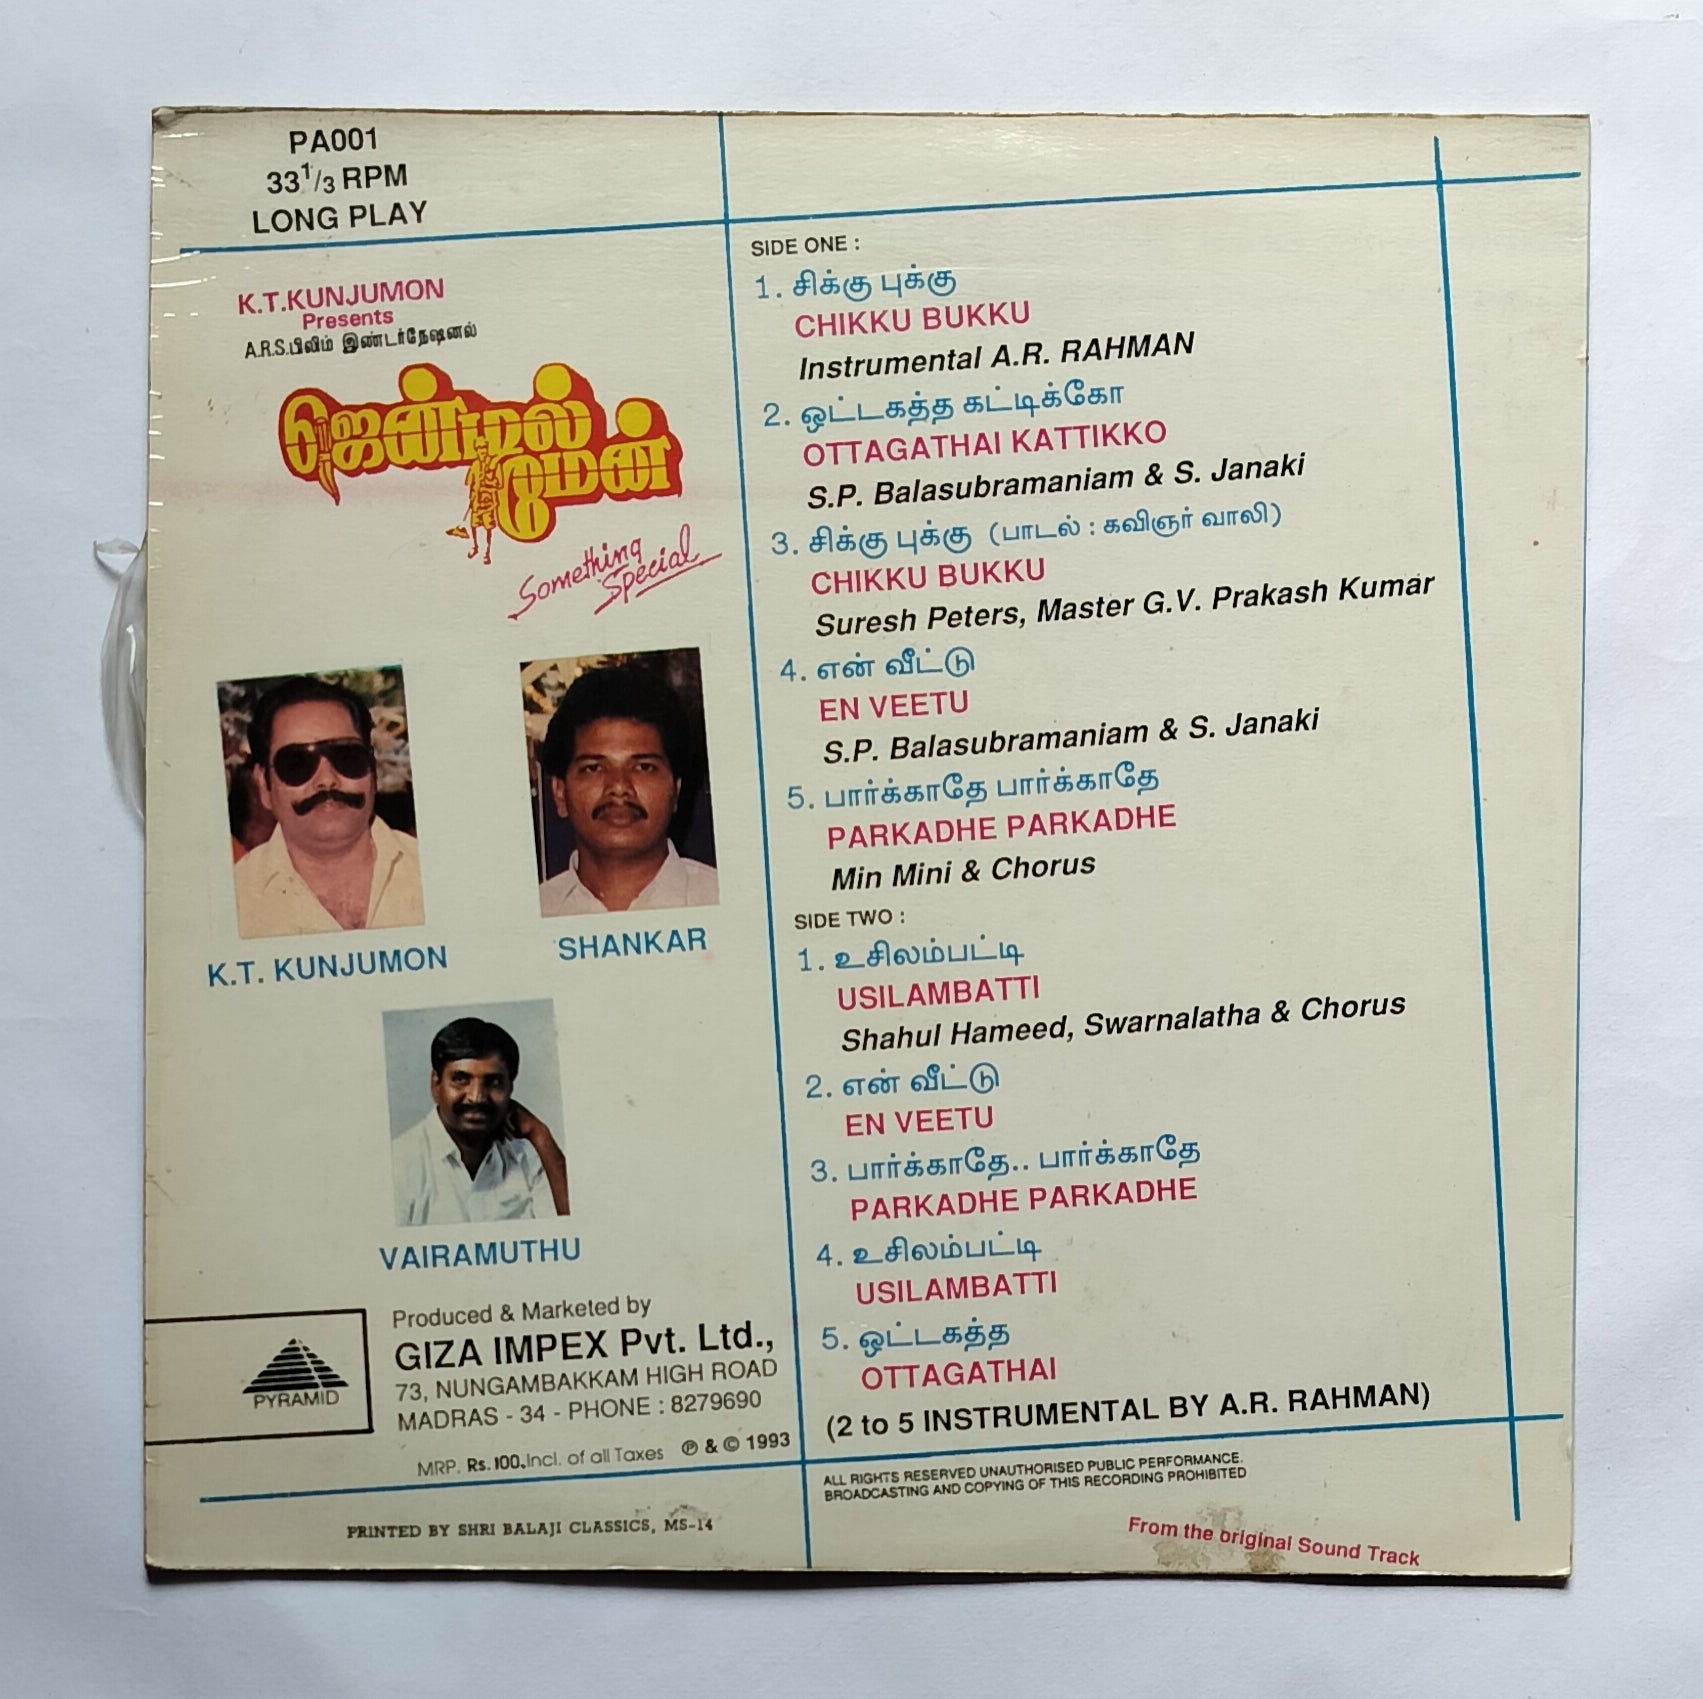 PA001
33 1/3 RPM
LONG PLAY
K.T.KUNJUMON
Presents
A.R.S.பிலிம் இண்டர்நேஷனல்
ஜென்டில்
மேன்
Something
Special
K.T. KUNJUMON
SHANKAR
VAIRAMUTHU
PYRAMID
Produced & Marketed by
GIZA IMPEX Pvt. Ltd.,
73, NUNGAMBAKKAM HIGH ROAD
MADRAS - 34 - PHONE : 8279690
MRP. Rs.100.Incl. of all Taxes ℗ & © 1993
PRINTED BY SHRI BALAJI CLASSICS, MS-14
SIDE ONE :
1. சிக்கு புக்கு
CHIKKU BUKKU
Instrumental A.R. RAHMAN
2. ஒட்டகத்த கட்டிக்கோ
OTTAGATHAI KATTIKKO
S.P. Balasubramaniam & S. Janaki
3. சிக்கு புக்கு (பாடல் : கவிஞர் வாலி)
CHIKKU BUKKU
Suresh Peters, Master G.V. Prakash Kumar
4. என் வீட்டு
EN VEETU
S.P. Balasubramaniam & S. Janaki
5. பார்க்காதே பார்க்காதே
PARKADHE PARKADHE
Min Mini & Chorus
SIDE TWO :
1. உசிலம்பட்டி
USILAMBATTI
Shahul Hameed, Swarnalatha & Chorus
2. என் வீட்டு
EN VEETU
3. பார்க்காதே.. பார்க்காதே
PARKADHE PARKADHE
4. உசிலம்பட்டி
USILAMBATTI
5. ஒட்டகத்த
OTTAGATHAI
(2 to 5 INSTRUMENTAL BY A.R. RAHMAN)
ALL RIGHTS RESERVED UNAUTHORISED PUBLIC PERFORMANCE.
BROADCASTING AND COPYING OF THIS RECORDING PROHIBITED
From the original Sound Track